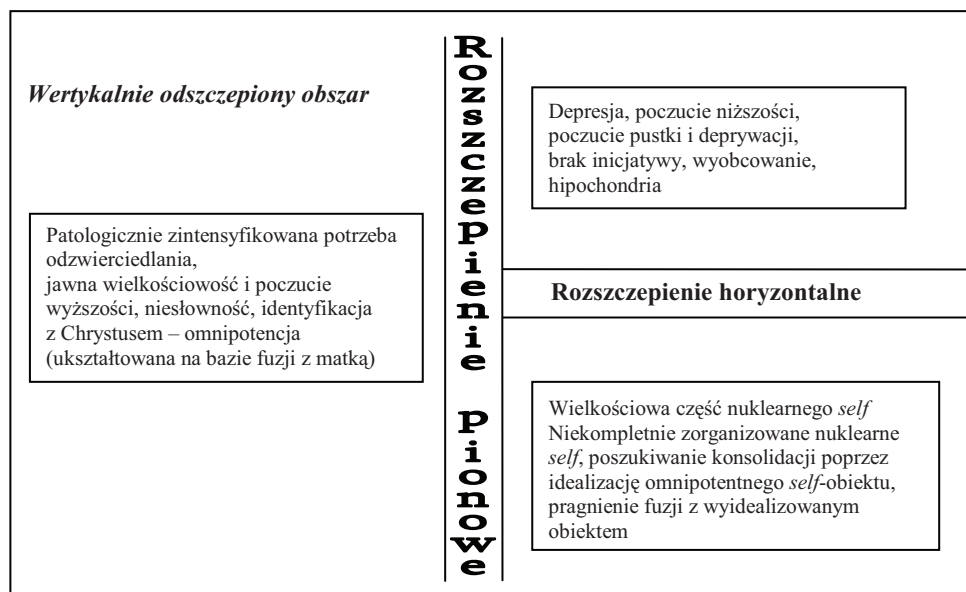 Wertykalnie odszczepiony obszar
Patologicznie zintensyfikowana potrzeba
odzwierciedlania,
jawna wielkościowość i poczucie
wyższości, niesłowność, identyfikacja
z Chrystusem – omnipotencja
(ukształtowana na bazie fuzji z matką)
Rozszczepienie pionowe
Depresja, poczucie niższości,
poczucie pustki i deprywacji,
brak inicjatywy, wyobcowanie,
hipochondria
Rozszczepienie horyzontalne
Wielkościowa część nuklearnego self
Niekompletnie zorganizowane nuklearne
self, poszukiwanie konsolidacji poprzez
idealizację omnipotentnego self-obiektu,
pragnienie fuzji z wyidealizowanym
obiektem